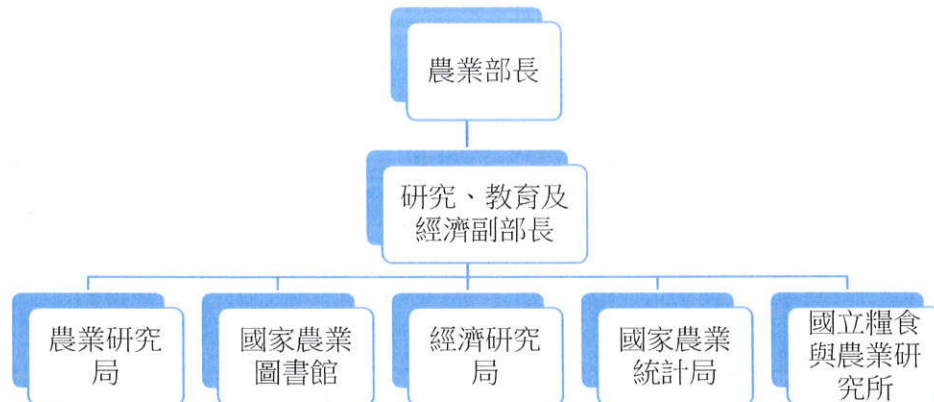 農業部長
研究、教育及
經濟副部長
農業研究
局
國家農業
圖書館
經濟研究
局
國家農業
統計局
國立糧食
與農業研
究所